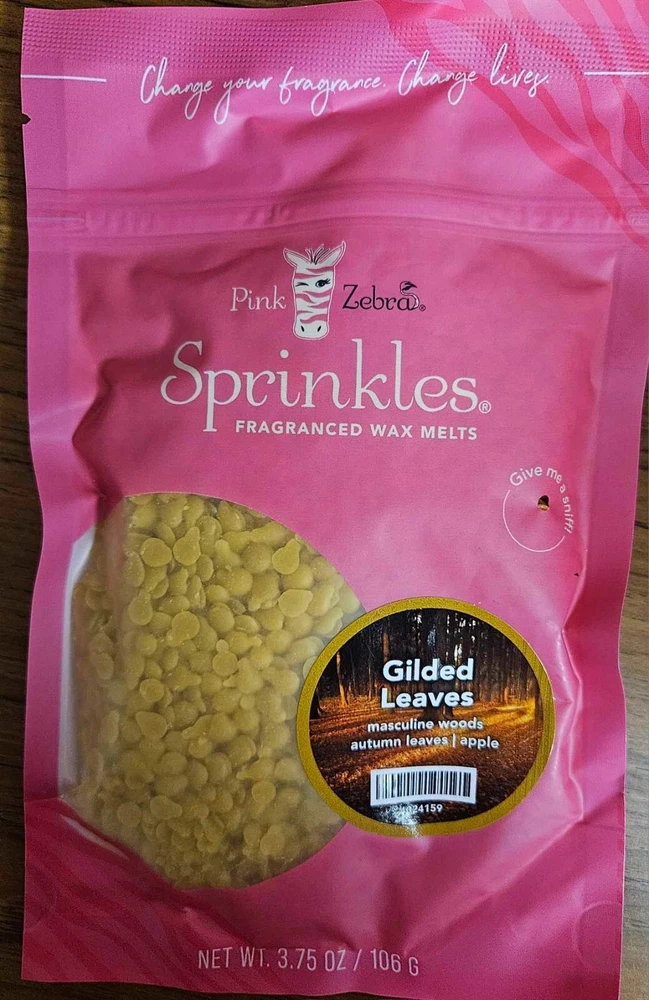 Change your fragrance. Change lives.
Pink Zebra®
Sprinkles®
FRAGRANCED WAX MELTS
Give me a sniff!
Gilded
Leaves
masculine woods
autumn leaves | apple
NET WT. 3.75 OZ / 106 G